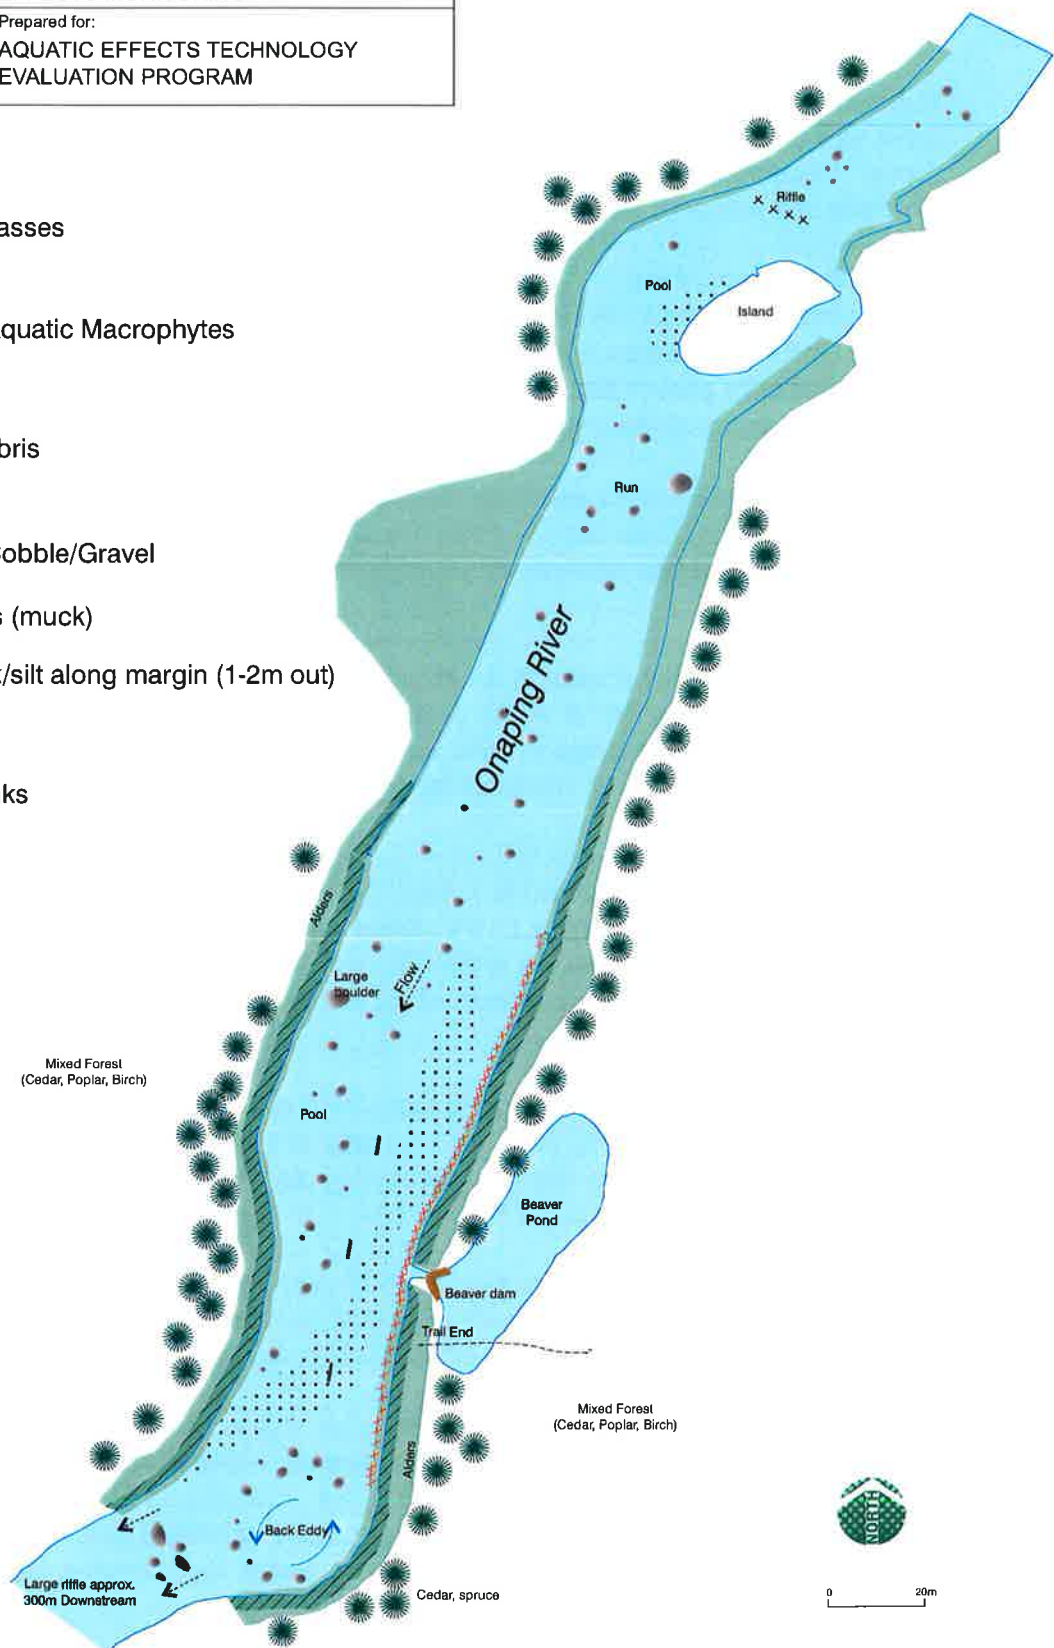 Prepared for:
AQUATIC EFFECTS TECHNOLOGY
EVALUATION PROGRAM
asses
quatic Macrophytes
bris
obble/Gravel
s (muck)
/silt along margin (1-2m out)
ks
Riffle
Pool
Island
Run
Onaping River
Alders
Large
boulder
Flow
Mixed Forest
(Cedar, Poplar, Birch)
Pool
Beaver
Pond
Beaver dam
Trail End
Mixed Forest
(Cedar, Poplar, Birch)
Alders
Back Eddy
Large riffle approx.
300m Downstream
Cedar, spruce
NORTH
0 20m